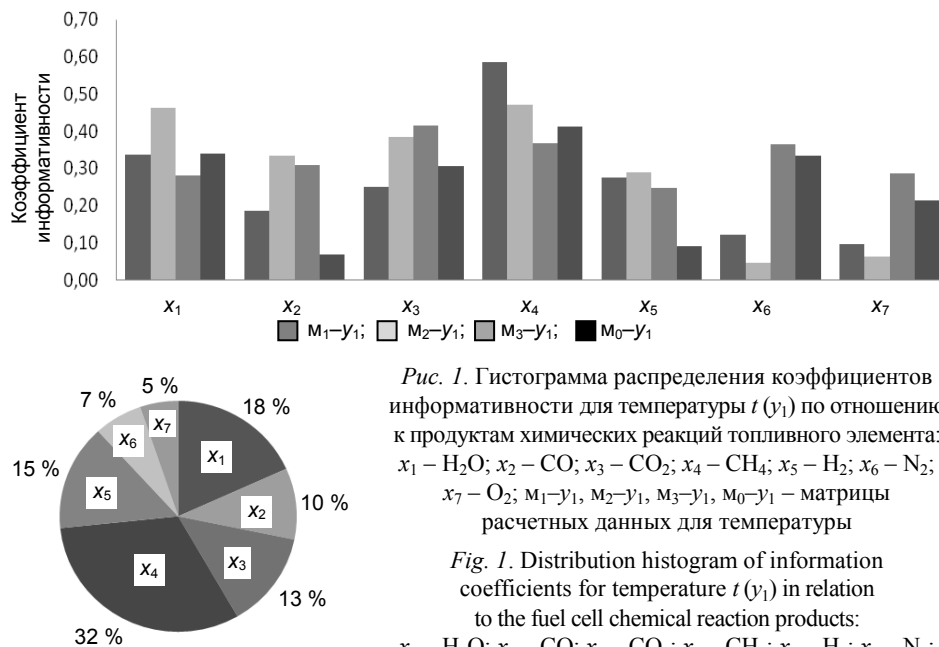 0,70
0,60
0,50
0,40
0,30
0,20
0,10
0,00
Коэффициент
информативности
x₁ x₂ x₃ x₄ x₅ x₆ x₇
м₁–y₁; м₂–y₁; м₃–y₁; м₀–y₁
5 %
7 %
18 %
x₇
x₆
x₁
15 %
x₅
x₂
10 %
x₄
x₃
13 %
32 %
Рис. 1. Гистограмма распределения коэффициентов
информативности для температуры t (y₁) по отношению
к продуктам химических реакций топливного элемента:
x₁ – H₂O; x₂ – CO; x₃ – CO₂; x₄ – CH₄; x₅ – H₂; x₆ – N₂;
x₇ – O₂; м₁–y₁, м₂–y₁, м₃–y₁, м₀–y₁ – матрицы
расчетных данных для температуры
Fig. 1. Distribution histogram of information
coefficients for temperature t (y₁) in relation
to the fuel cell chemical reaction products: